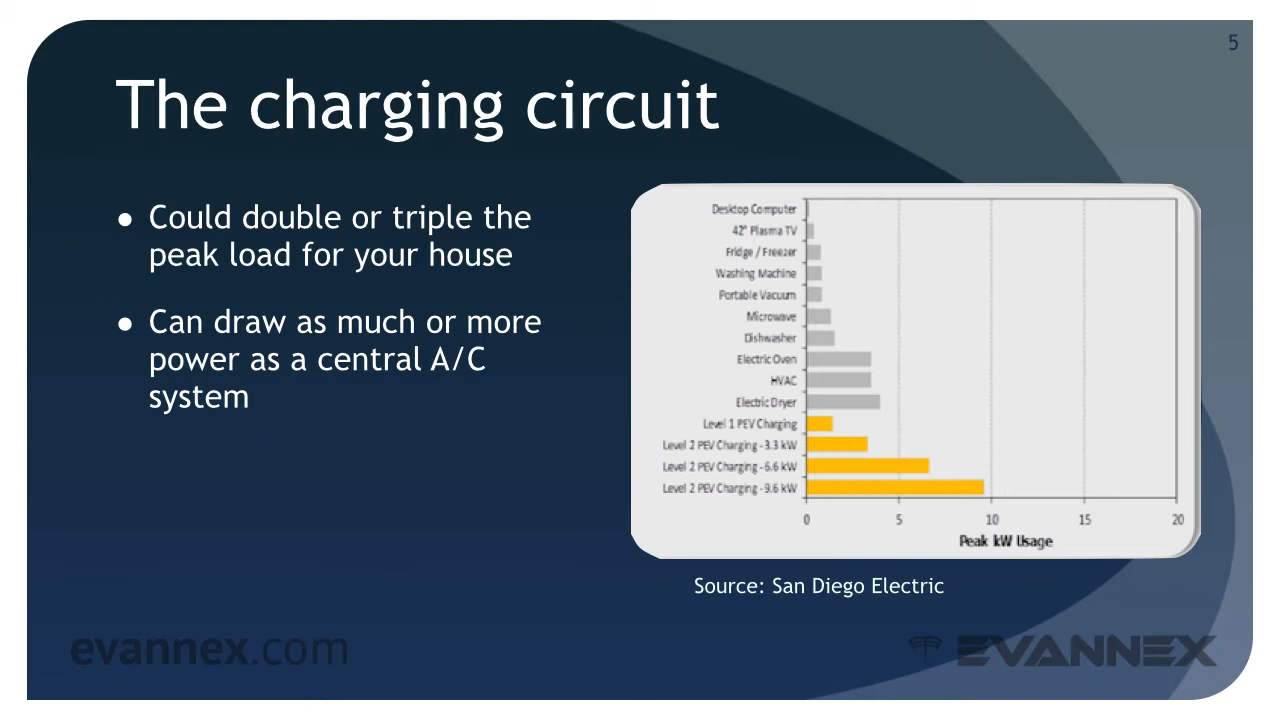 5
The charging circuit
● Could double or triple the
peak load for your house
● Can draw as much or more
power as a central A/C
system
Desktop Computer
42" Plasma TV
Fridge / Freezer
Washing Machine
Portable Vacuum
Microwave
Dishwasher
Electric Oven
HVAC
Electric Dryer
Level 1 PEV Charging
Level 2 PEV Charging - 3.3 kW
Level 2 PEV Charging - 6.6 kW
Level 2 PEV Charging - 9.6 kW
0 5 10 15 20
Peak kW Usage
Source: San Diego Electric
evannex.com
EVANNEX